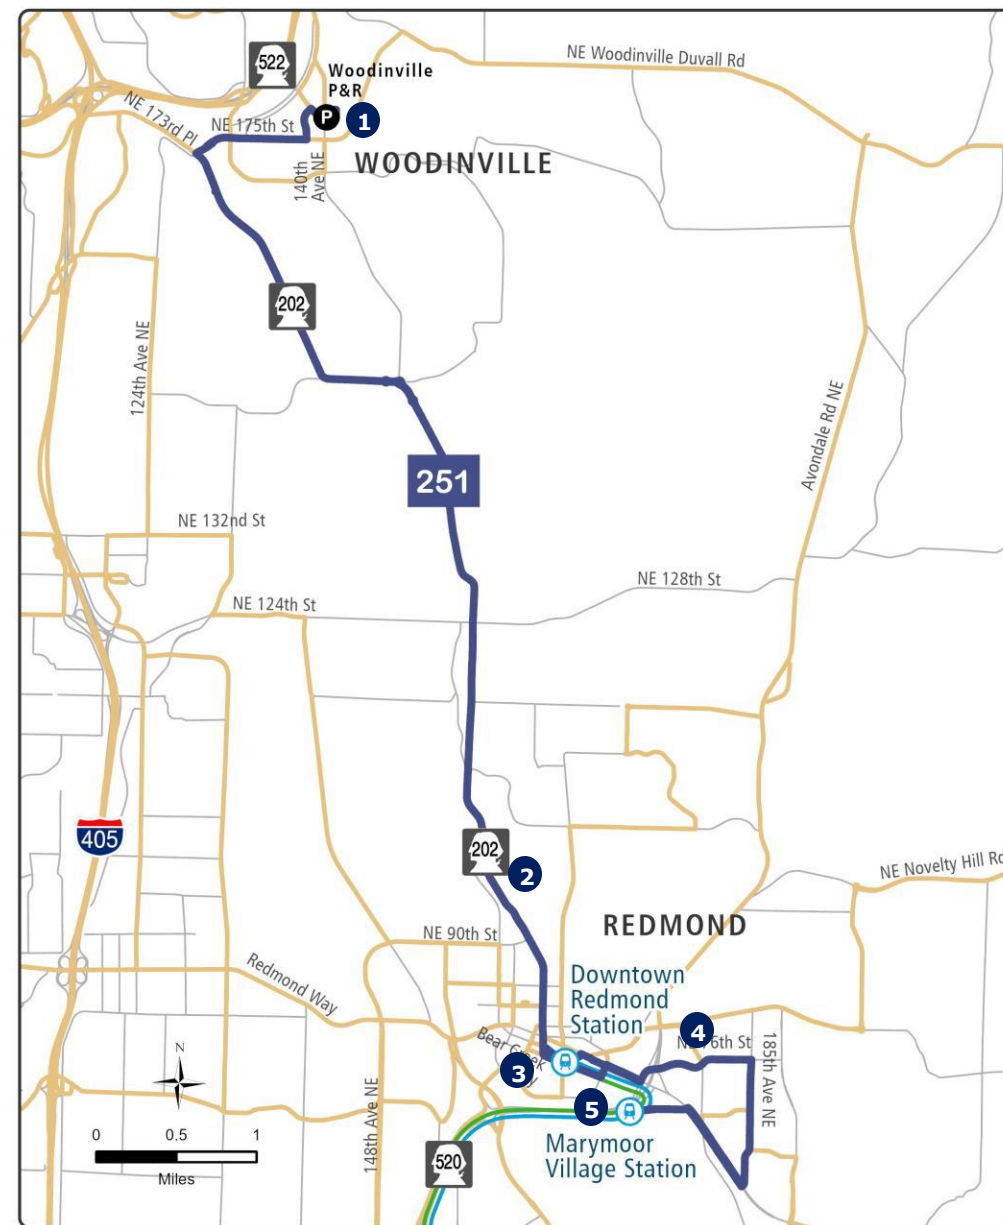 522
NE Woodinville Duvall Rd
Woodinville
P&R
P
1
NE 173rd Pl
NE 175th St
140th
Ave NE
WOODINVILLE
202
124th Ave NE
Avondale Rd NE
251
NE 132nd St
NE 128th St
NE 124th St
405
202
2
NE Novelty Hill Rd
REDMOND
NE 90th St
Redmond Way
Downtown
Redmond
Station
4
Bear Creek
3
185th Ave NE
N
148th Ave NE
5
0 0.5 1
Miles
Marymoor
Village Station
520